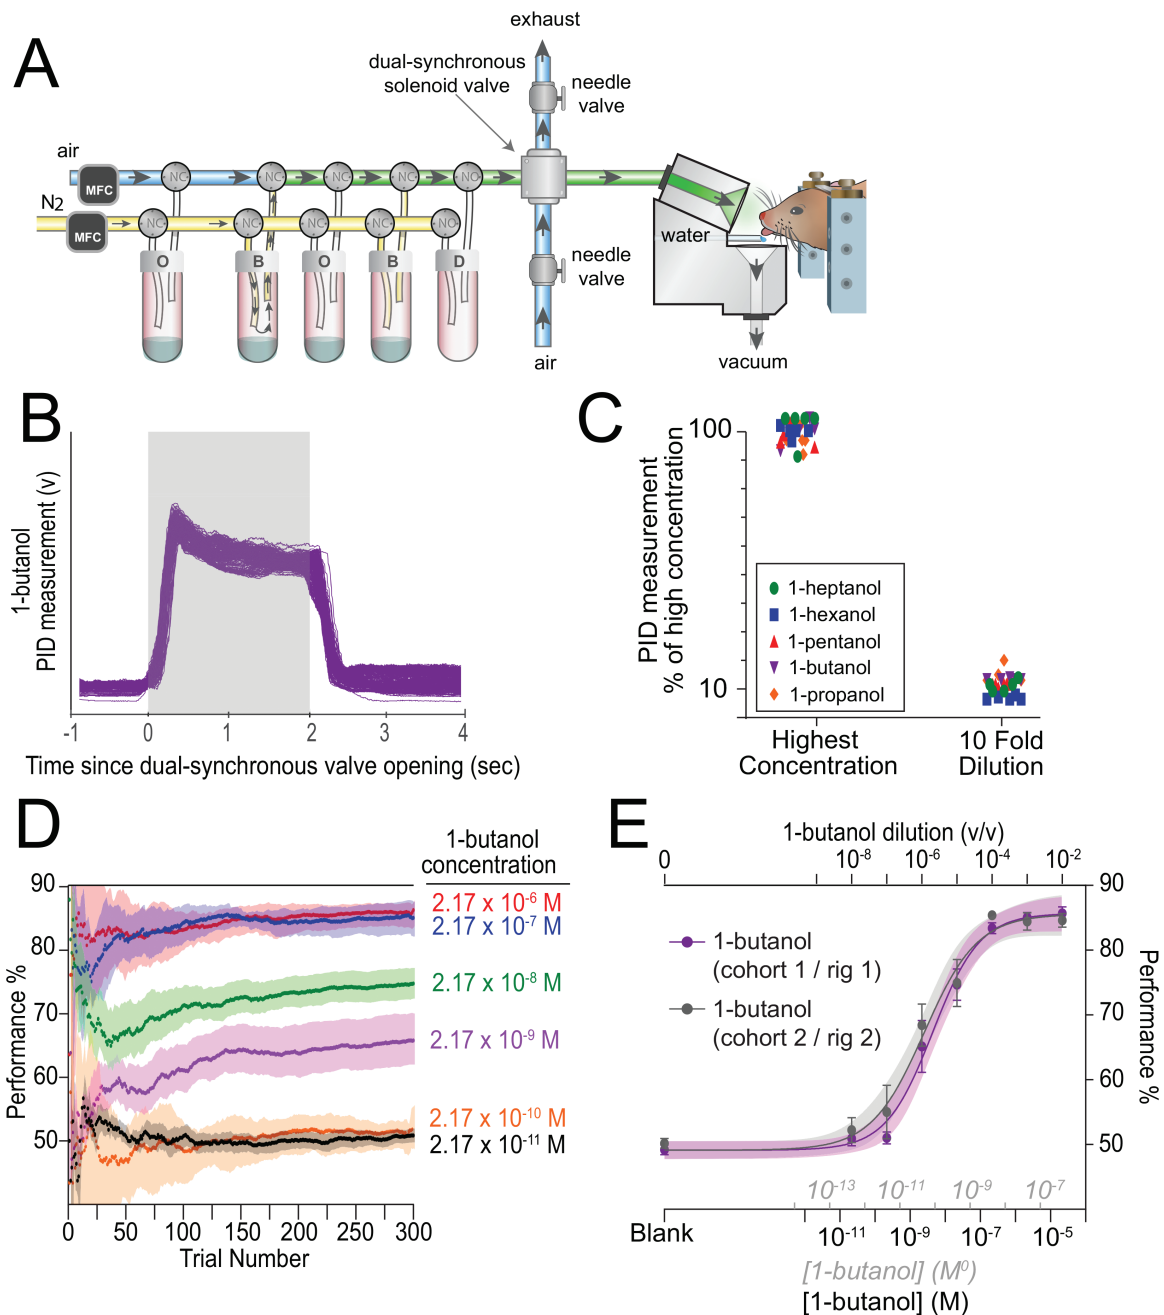 A
exhaust
dual-synchronous
solenoid valve
needle
valve
air
MFC
NC
NC
NC
NC
NO
N2
MFC
NC
NC
NC
NC
NO
O
B
O
B
D
water
needle
valve
air
vacuum
B
1-butanol
PID measurement (v)
-1
0
1
2
3
4
Time since dual-synchronous valve opening (sec)
C
PID measurement
% of high concentration
100
10
1-heptanol
1-hexanol
1-pentanol
1-butanol
1-propanol
Highest
Concentration
10 Fold
Dilution
D
1-butanol
concentration
Performance %
90
80
70
60
50
2.17 x 10⁻⁶ M
2.17 x 10⁻⁷ M
2.17 x 10⁻⁸ M
2.17 x 10⁻⁹ M
2.17 x 10⁻¹⁰ M
2.17 x 10⁻¹¹ M
0
50
100
150
200
250
300
Trial Number
E
1-butanol dilution (v/v)
0
10⁻⁸
10⁻⁶
10⁻⁴
10⁻²
1-butanol
(cohort 1 / rig 1)
1-butanol
(cohort 2 / rig 2)
90
80
70
60
50
Performance %
10⁻¹³
10⁻¹¹
10⁻⁹
10⁻⁷
Blank
10⁻¹¹
10⁻⁹
10⁻⁷
10⁻⁵
[1-butanol] (M⁰)
[1-butanol] (M)